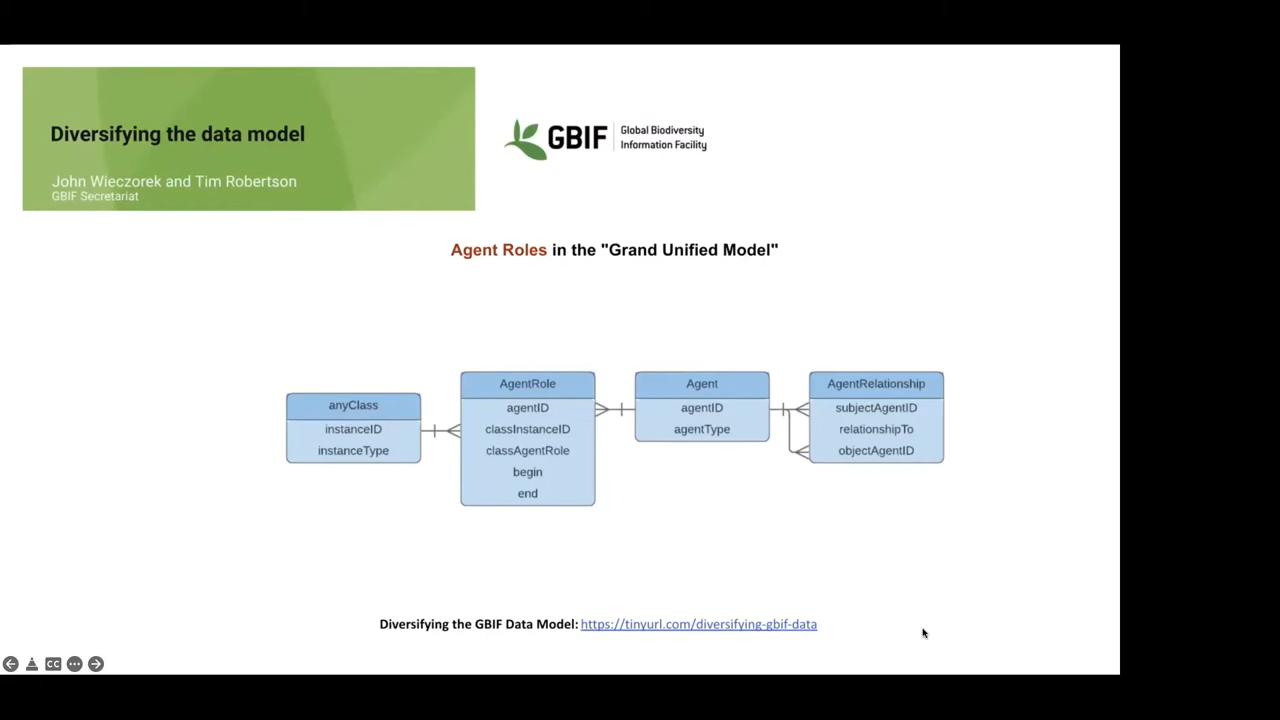 Diversifying the data model
John Wieczorek and Tim Robertson
GBIF Secretariat
GBIF
Global Biodiversity
Information Facility
Agent Roles in the "Grand Unified Model"
anyClass
instanceID
instanceType
AgentRole
agentID
classInstanceID
classAgentRole
begin
end
Agent
agentID
agentType
AgentRelationship
subjectAgentID
relationshipTo
objectAgentID
Diversifying the GBIF Data Model: https://tinyurl.com/diversifying-gbif-data
CC